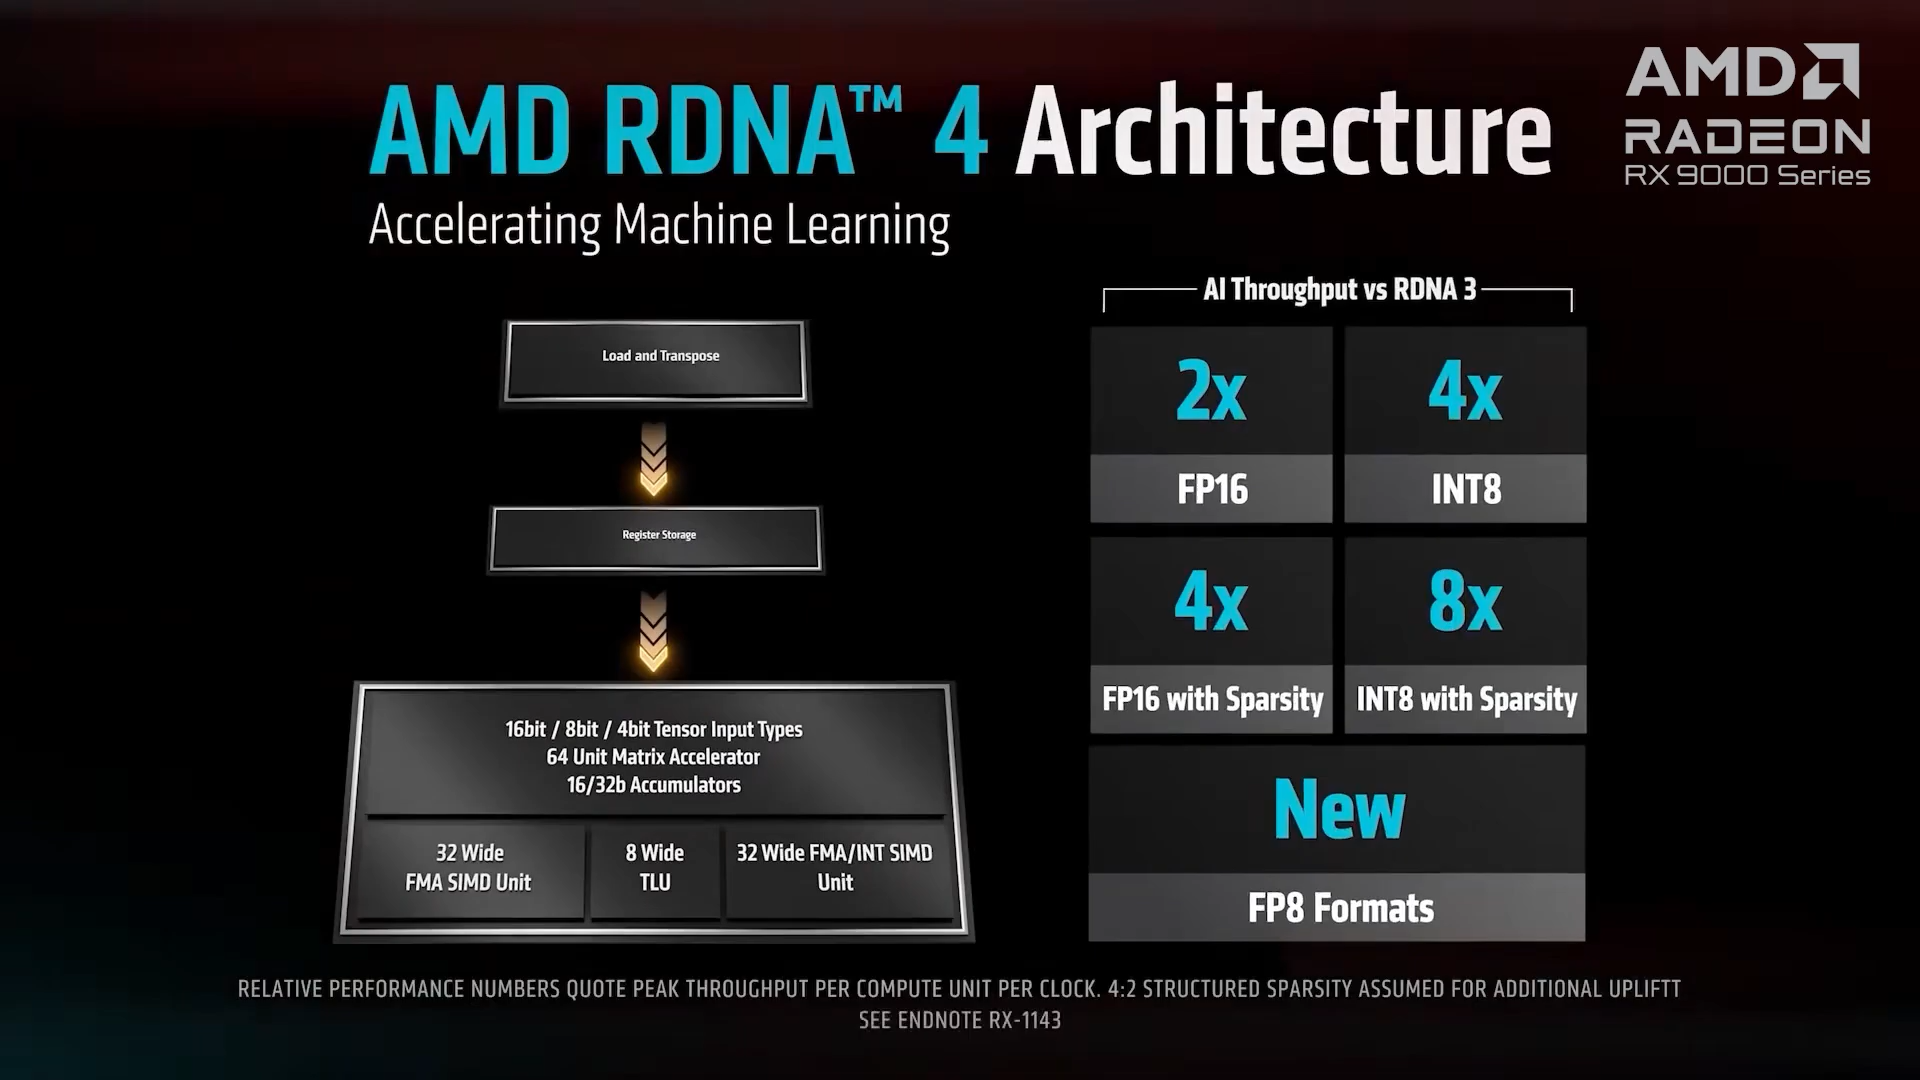 AMD RDNA™ 4 Architecture
Accelerating Machine Learning
AMD
RADEON
RX 9000 Series
Load and Transpose
Register Storage
16bit / 8bit / 4bit Tensor Input Types
64 Unit Matrix Accelerator
16/32b Accumulators
32 Wide
FMA SIMD Unit
8 Wide
TLU
32 Wide FMA/INT SIMD
Unit
AI Throughput vs RDNA 3
2x
FP16
4x
INT8
4x
FP16 with Sparsity
8x
INT8 with Sparsity
New
FP8 Formats
RELATIVE PERFORMANCE NUMBERS QUOTE PEAK THROUGHPUT PER COMPUTE UNIT PER CLOCK. 4:2 STRUCTURED SPARSITY ASSUMED FOR ADDITIONAL UPLIFTT
SEE ENDNOTE RX-1143